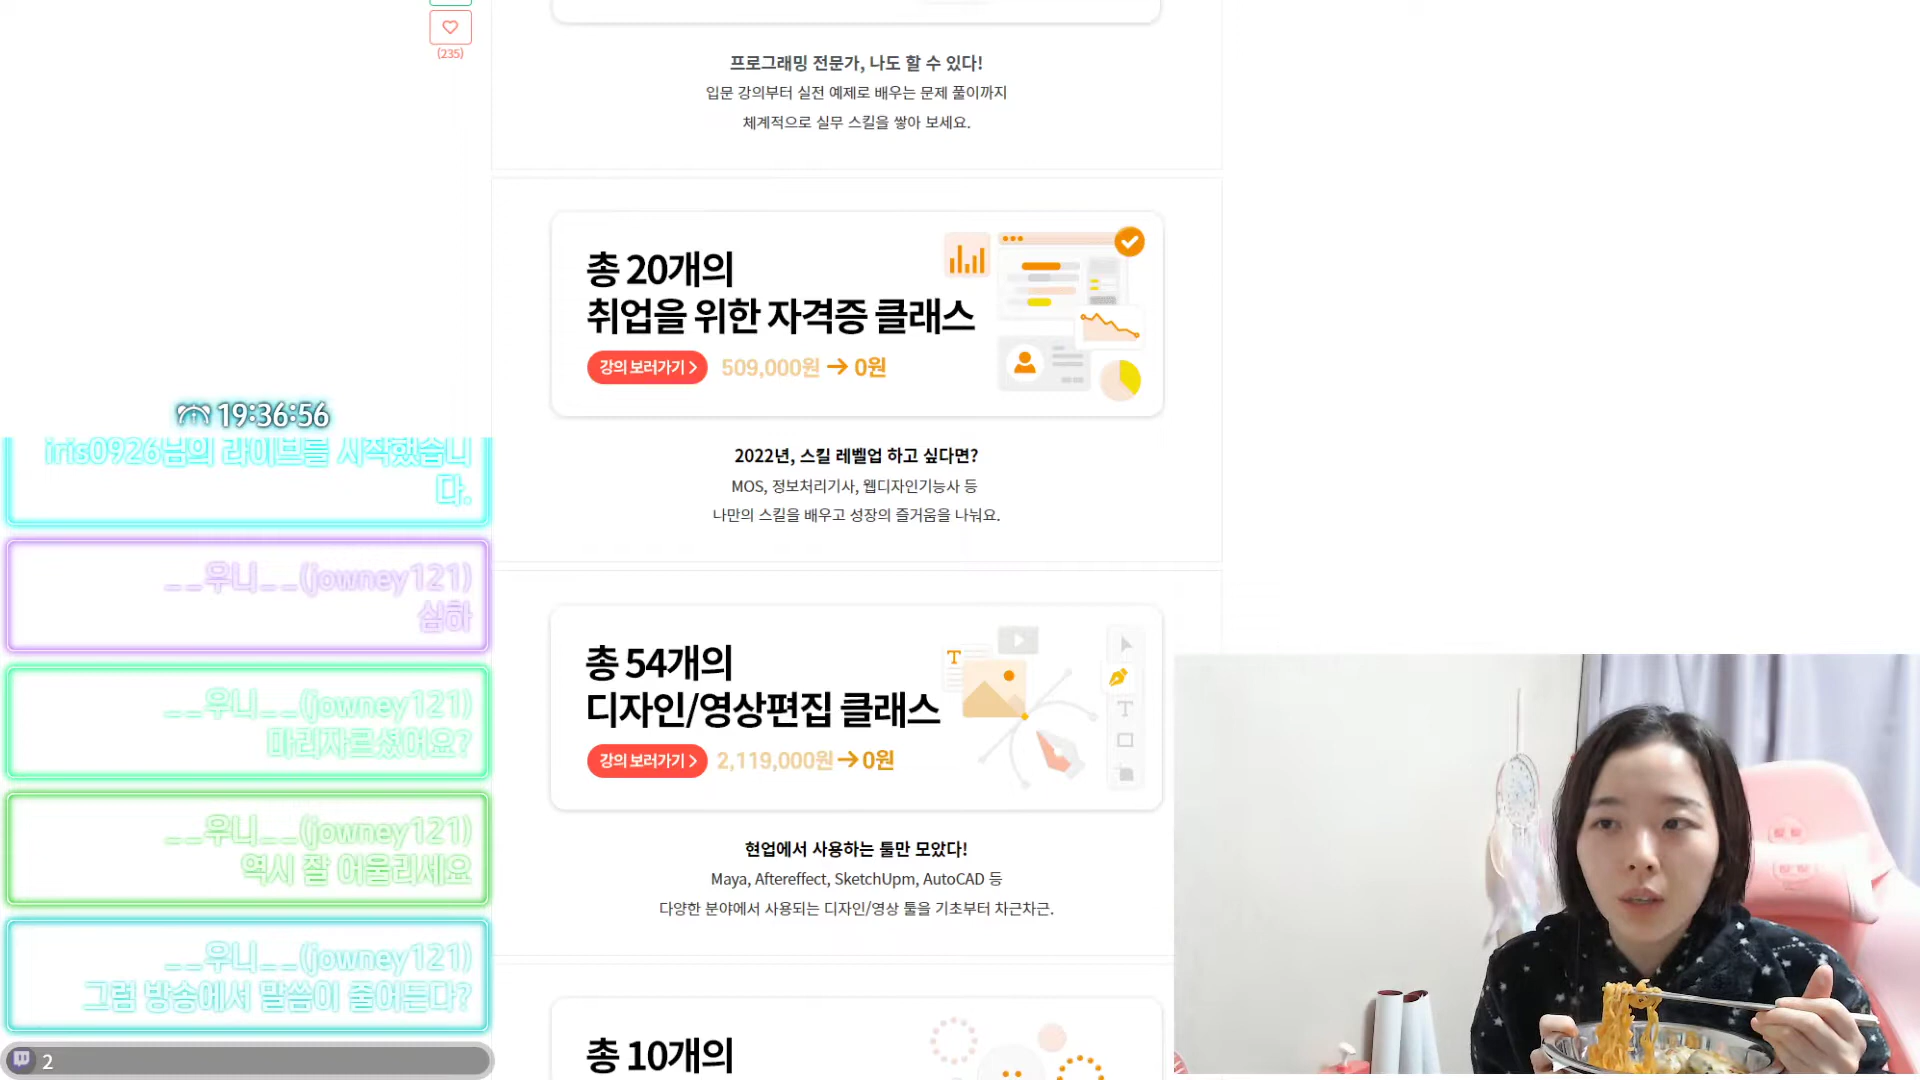 (235)
프로그래밍 전문가, 나도 할 수 있다!
입문 강의부터 실전 예제로 배우는 문제 풀이까지
체계적으로 실무 스킬을 쌓아 보세요.
총 20개의
취업을 위한 자격증 클래스
강의 보러가기 >
509,000원 → 0원
2022년, 스킬 레벨업 하고 싶다면?
MOS, 정보처리기사, 웹디자인기능사 등
나만의 스킬을 배우고 성장의 즐거움을 나눠요.
19:36:56
iris0926님의 라이브를 시작했습니
다.
__우니__(jowney121)
심하
__우니__(jowney121)
마리자르셨어요?
__우니__(jowney121)
역시 잘 어울리세요
__우니__(jowney121)
그럼 방송에서 말씀이 줄어든다?
2
총 54개의
디자인/영상편집 클래스
강의 보러가기 >
2,119,000원 → 0원
T
T
현업에서 사용하는 툴만 모았다!
Maya, Aftereffect, SketchUpm, AutoCAD 등
다양한 분야에서 사용되는 디자인/영상 툴을 기초부터 차근차근.
총 10개의